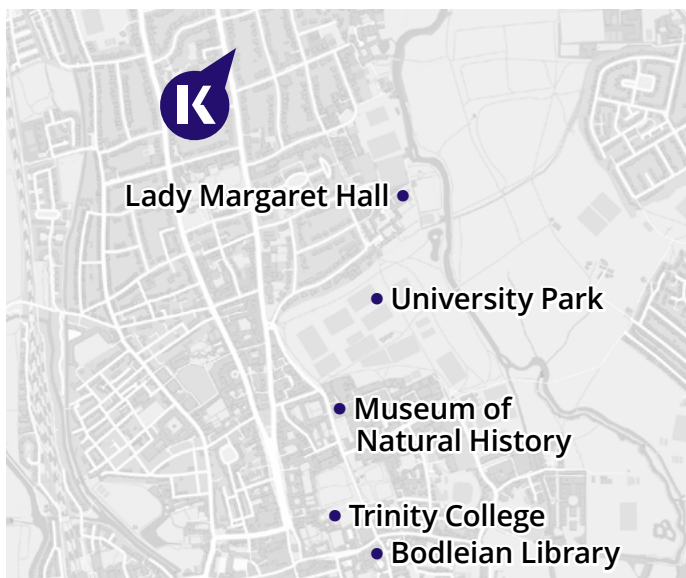 K
Lady Margaret Hall
University Park
Museum of
Natural History
Trinity College
Bodleian Library